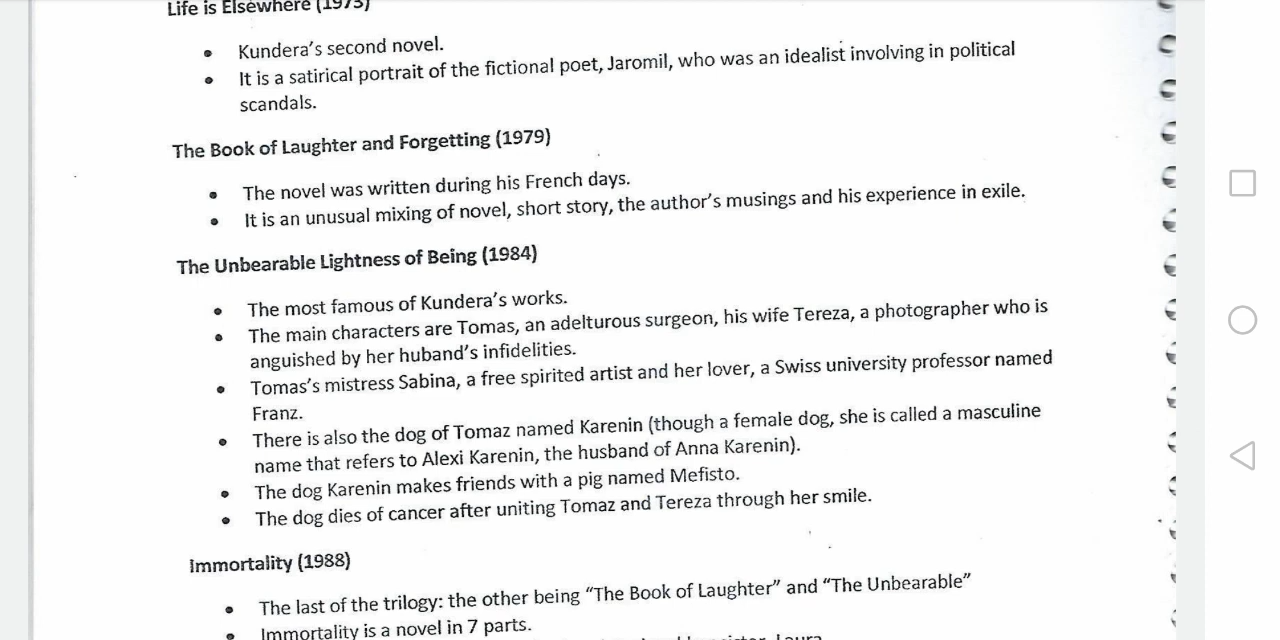 Life is Elsewhere (1973)
• Kundera's second novel.
• It is a satirical portrait of the fictional poet, Jaromil, who was an idealist involving in political
scandals.
The Book of Laughter and Forgetting (1979)
• The novel was written during his French days.
• It is an unusual mixing of novel, short story, the author's musings and his experience in exile.
The Unbearable Lightness of Being (1984)
• The most famous of Kundera's works.
• The main characters are Tomas, an adelturous surgeon, his wife Tereza, a photographer who is
anguished by her huband's infidelities.
• Tomas's mistress Sabina, a free spirited artist and her lover, a Swiss university professor named
Franz.
• There is also the dog of Tomaz named Karenin (though a female dog, she is called a masculine
name that refers to Alexi Karenin, the husband of Anna Karenin).
• The dog Karenin makes friends with a pig named Mefisto.
• The dog dies of cancer after uniting Tomaz and Tereza through her smile.
Immortality (1988)
• The last of the trilogy: the other being "The Book of Laughter" and "The Unbearable"
• Immortality is a novel in 7 parts.
Laura